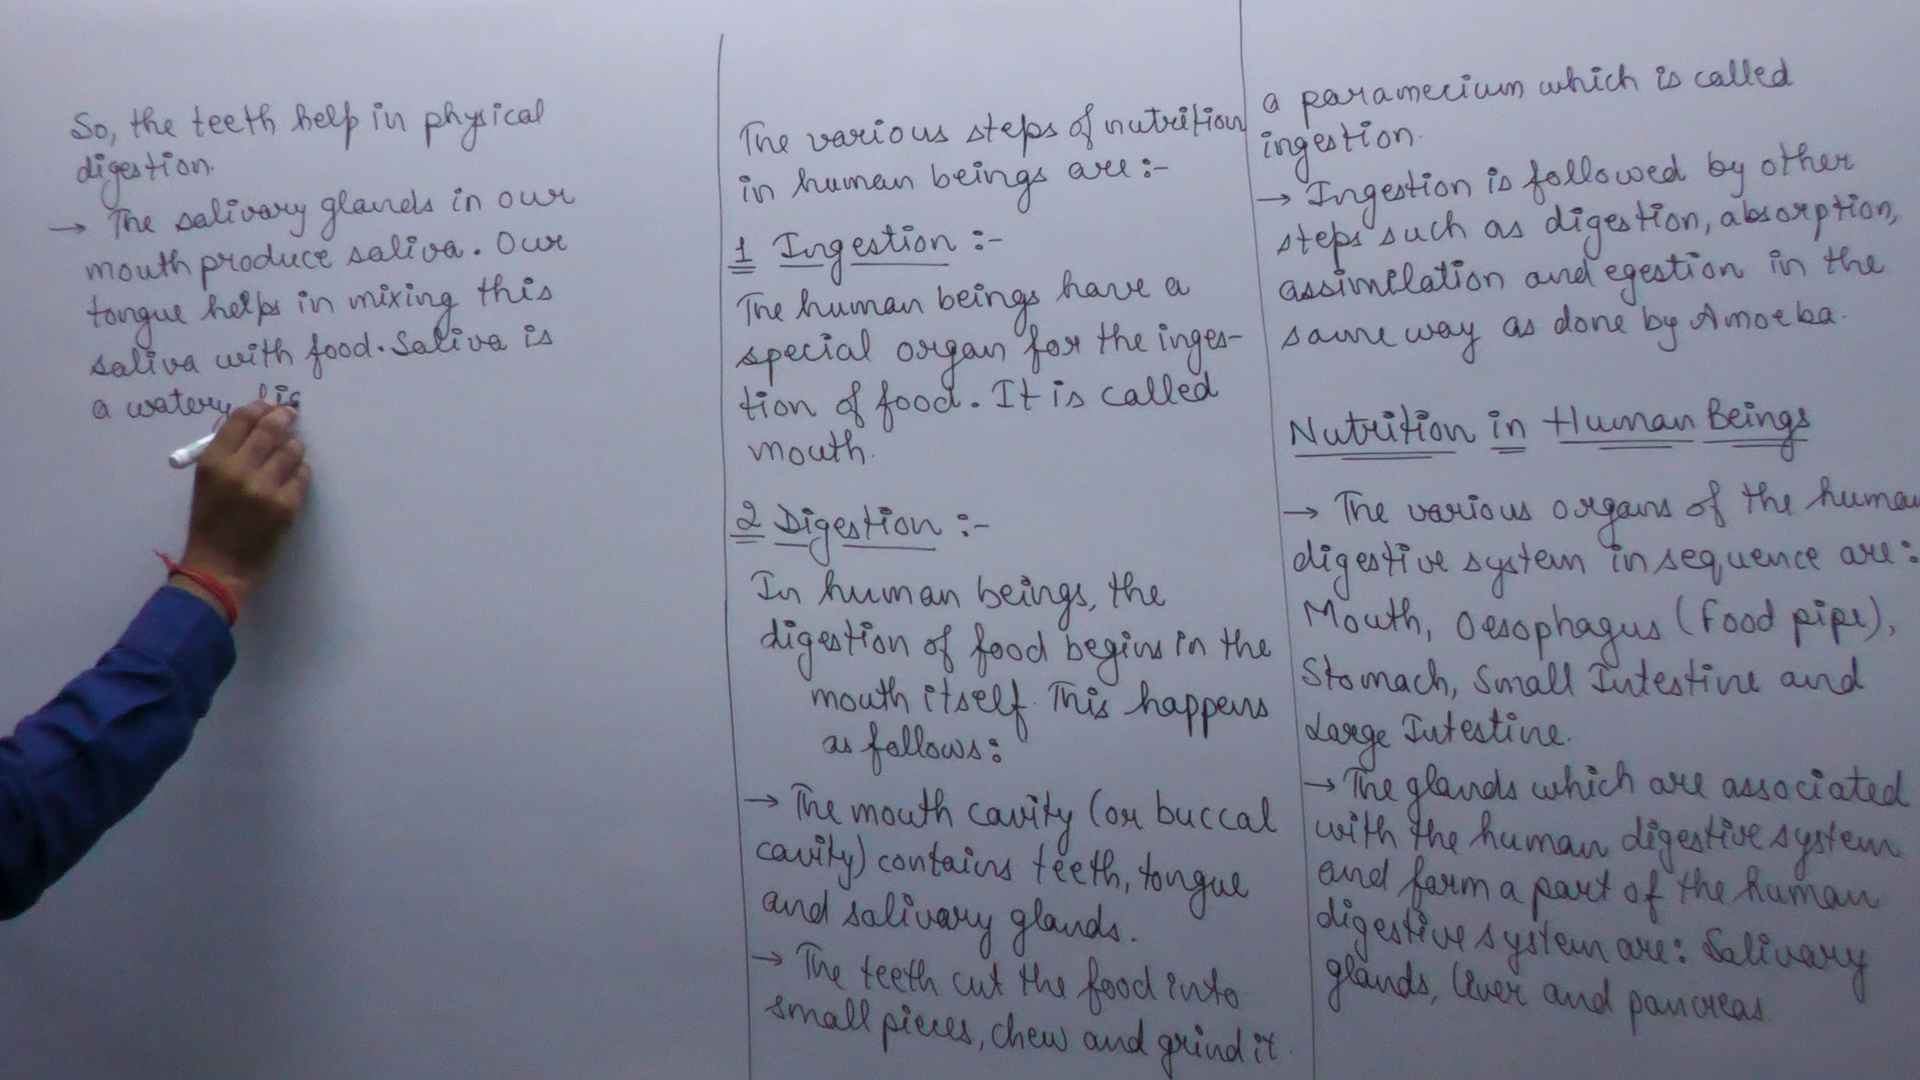 So, the teeth help in physical
digestion.
→ The salivary glands in our
mouth produce saliva. Our
tongue helps in mixing this
saliva with food. Saliva is
a watery
The various steps of nutrition
in human beings are :-
1 Ingestion :-
The human beings have a
special organ for the inges-
tion of food. It is called
mouth.
2 Digestion :-
In human beings, the
digestion of food begins in the
mouth itself. This happens
as follows:
→ The mouth cavity (or buccal
cavity) contains teeth, tongue
and salivary glands.
→ The teeth cut the food into
small pieces, chew and grind it.
a paramecium which is called
ingestion.
→ Ingestion is followed by other
steps such as digestion, absorption,
assimilation and egestion in the
same way as done by Amoeba.
Nutrition in Human Beings
→ The various organs of the human
digestive system in sequence are:
Mouth, Oesophagus (Food pipe),
Stomach, Small Intestine and
Large Intestine.
→ The glands which are associated
with the human digestive system
and form a part of the human
digestive system are: Salivary
glands, liver and pancreas